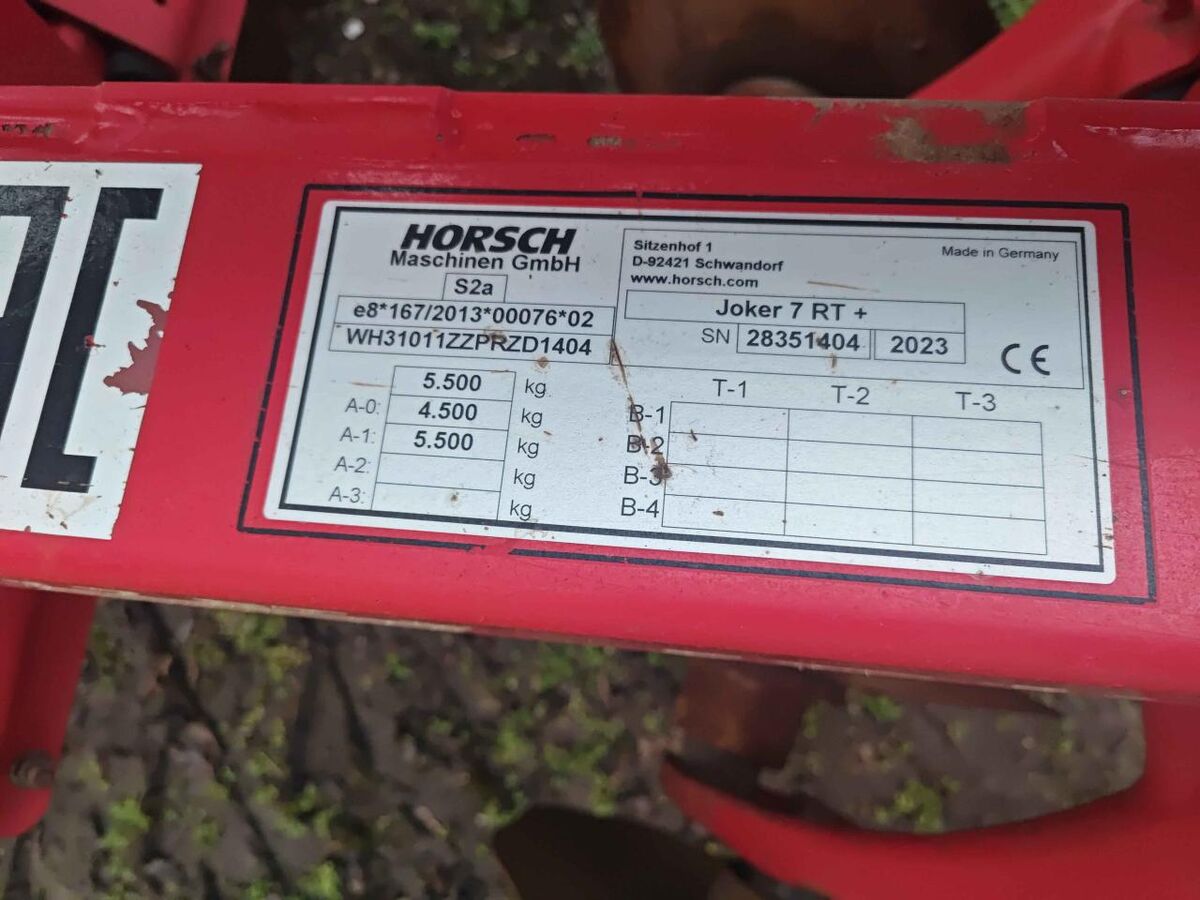 HORSCH
Maschinen GmbH
S2a
e8*167/2013*00076*02
WH31011ZZPRZD1404
Sitzenhof 1
D-92421 Schwandorf
www.horsch.com
Made in Germany
Joker 7 RT +
SN 28351404 2023
CE
5.500 kg
A-0: 4.500 kg
A-1: 5.500 kg
A-2: kg
A-3: kg
T-1 T-2 T-3
B-1
B-2
B-3
B-4